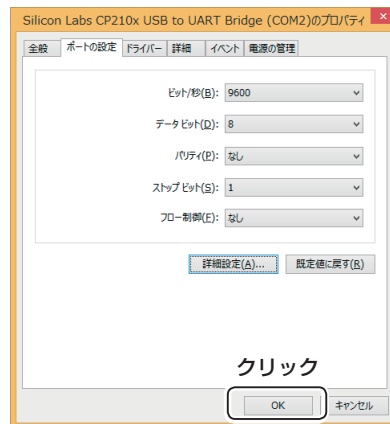 Silicon Labs CP210x USB to UART Bridge (COM2)のプロパティ
全般 ポートの設定 ドライバー 詳細 イベント 電源の管理
ビット/秒(B): 9600
データ ビット(D): 8
パリティ(P): なし
ストップ ビット(S): 1
フロー制御(F): なし
詳細設定(A)... 既定値に戻す(R)
クリック
OK キャンセル